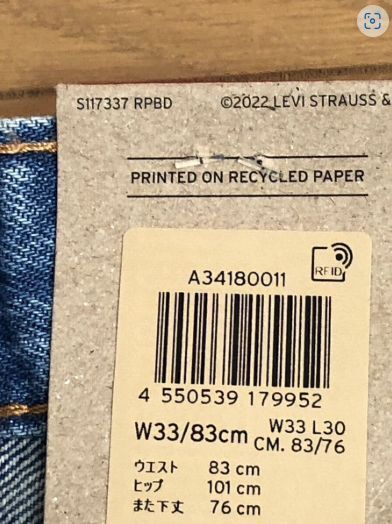 S117337 RPBD ©2022 LEVI STRAUSS &
PRINTED ON RECYCLED PAPER
RFID
A34180011
4 550539 179952
W33/83cm W33 L30
CM. 83/76
ウエスト 83 cm
ヒップ 101 cm
また下丈 76 cm